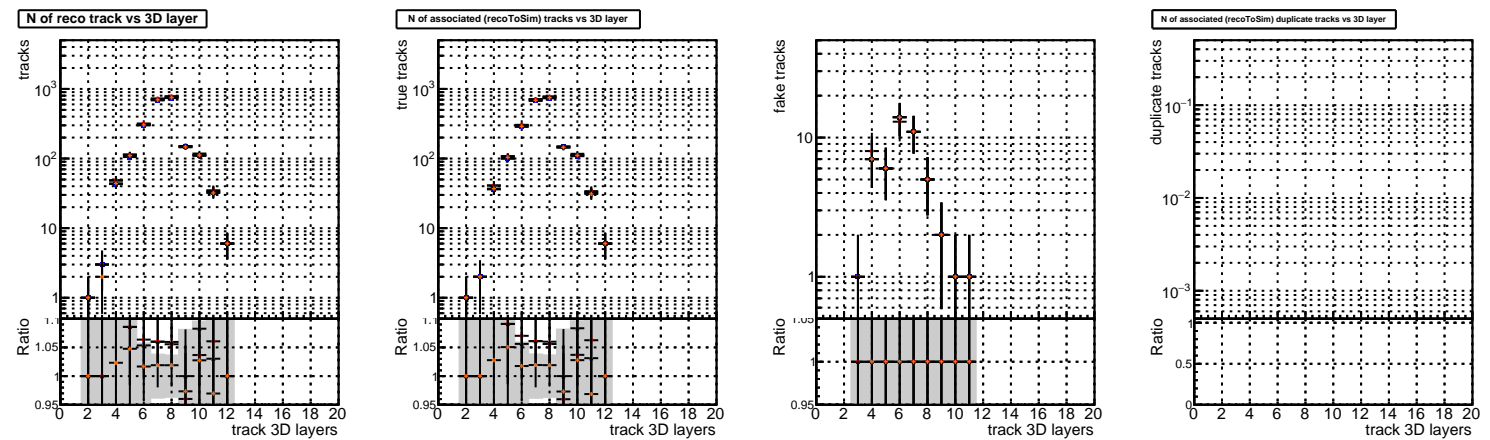 N of reco track vs 3D layer
tracks
10³
10²
10
1
Ratio
1.1
1.05
1
0.95
0 2 4 6 8 10 12 14 16 18 20
track 3D layers
N of associated (recoToSim) tracks vs 3D layer
true tracks
10³
10²
10
1
Ratio
1.1
1.05
1
0.95
0 2 4 6 8 10 12 14 16 18 20
track 3D layers
fake tracks
10
1
Ratio
1.05
1
0.95
0 2 4 6 8 10 12 14 16 18 20
track 3D layers
N of associated (recoToSim) duplicate tracks vs 3D layer
duplicate tracks
10⁻¹
10⁻²
10⁻³
Ratio
1
0.5
0
0 2 4 6 8 10 12 14 16 18 20
track 3D layers